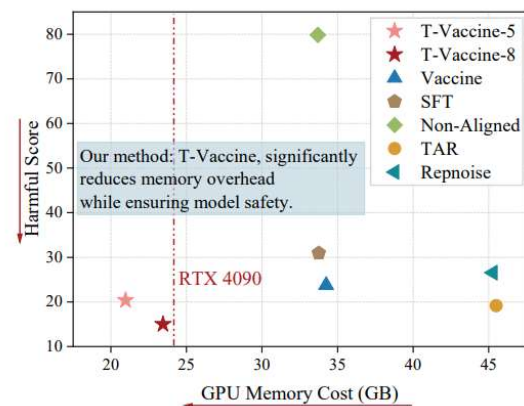 80
70
60
50
40
30
20
10
Harmful Score
T-Vaccine-5
T-Vaccine-8
Vaccine
SFT
Non-Aligned
TAR
Repnoise
Our method: T-Vaccine, significantly
reduces memory overhead
while ensuring model safety.
RTX 4090
20 25 30 35 40 45
GPU Memory Cost (GB)